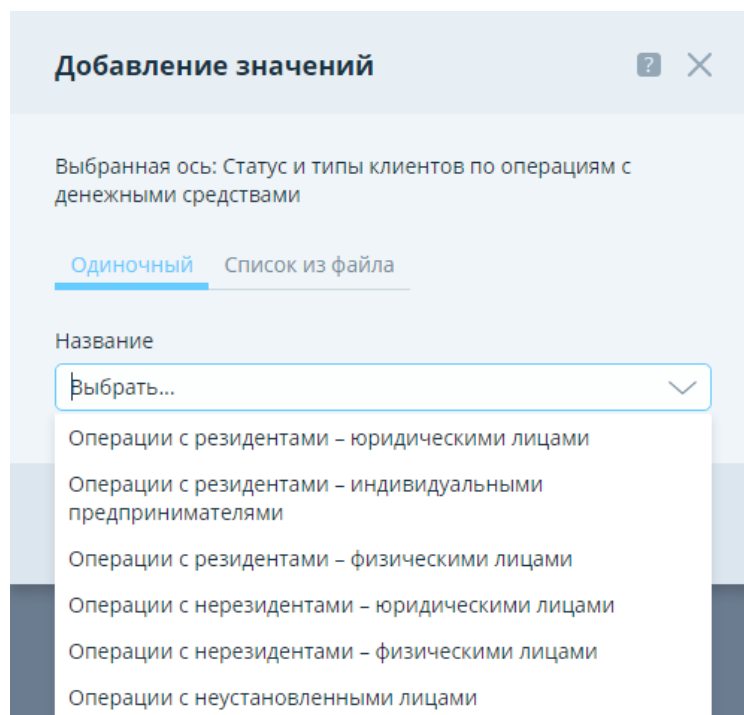 Добавление значений
?
Выбранная ось: Статус и типы клиентов по операциям с
денежными средствами
Одиночный Список из файла
Название
Выбрать...
Операции с резидентами – юридическими лицами
Операции с резидентами – индивидуальными
предпринимателями
Операции с резидентами – физическими лицами
Операции с нерезидентами – юридическими лицами
Операции с нерезидентами – физическими лицами
Операции с неустановленными лицами